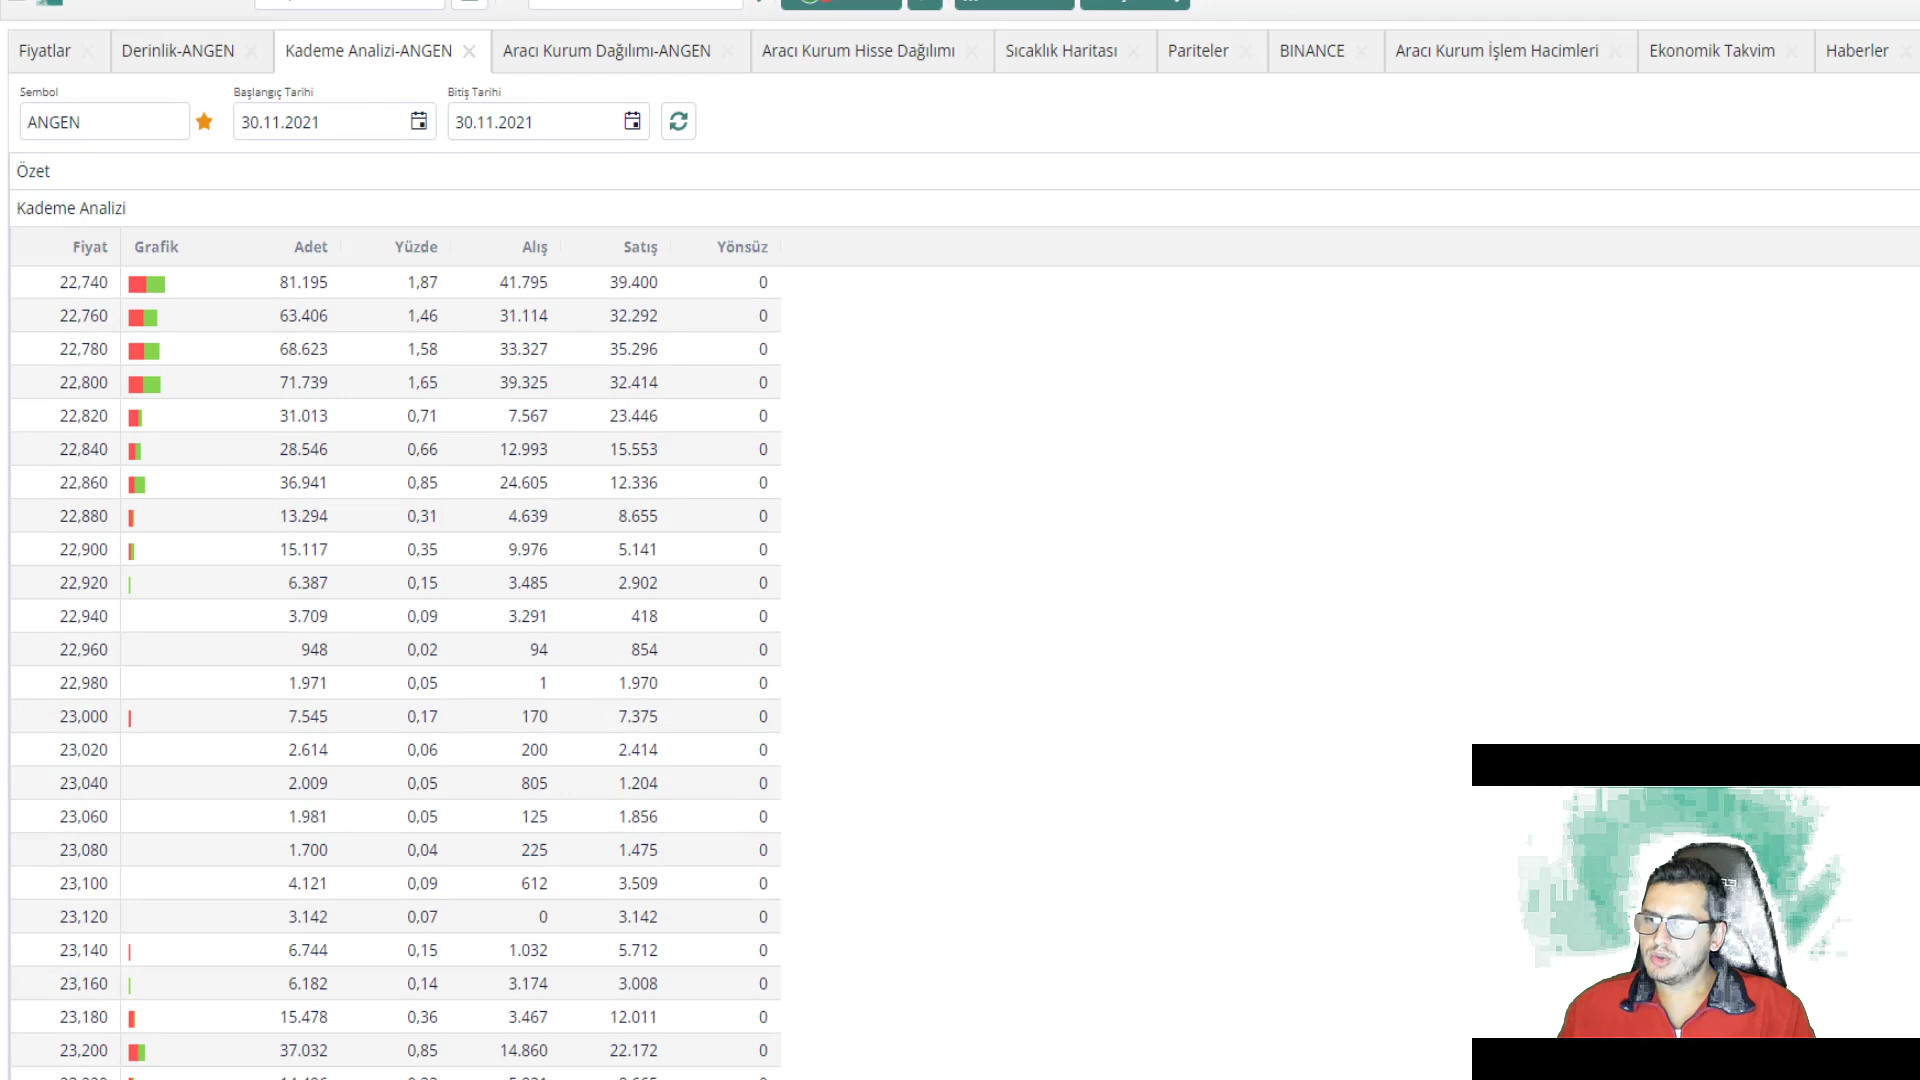 Fiyatlar Derinlik-ANGEN Kademe Analizi-ANGEN Aracı Kurum Dağılımı-ANGEN Aracı Kurum Hisse Dağılımı Sıcaklık Haritası Pariteler BINANCE Aracı Kurum İşlem Hacimleri Ekonomik Takvim Haberler
Sembol Başlangıç Tarihi Bitiş Tarihi
ANGEN 30.11.2021 30.11.2021
Özet
Kademe Analizi
Fiyat Grafik Adet Yüzde Alış Satış Yönsüz
22,740 81.195 1,87 41.795 39.400 0
22,760 63.406 1,46 31.114 32.292 0
22,780 68.623 1,58 33.327 35.296 0
22,800 71.739 1,65 39.325 32.414 0
22,820 31.013 0,71 7.567 23.446 0
22,840 28.546 0,66 12.993 15.553 0
22,860 36.941 0,85 24.605 12.336 0
22,880 13.294 0,31 4.639 8.655 0
22,900 15.117 0,35 9.976 5.141 0
22,920 6.387 0,15 3.485 2.902 0
22,940 3.709 0,09 3.291 418 0
22,960 948 0,02 94 854 0
22,980 1.971 0,05 1 1.970 0
23,000 7.545 0,17 170 7.375 0
23,020 2.614 0,06 200 2.414 0
23,040 2.009 0,05 805 1.204 0
23,060 1.981 0,05 125 1.856 0
23,080 1.700 0,04 225 1.475 0
23,100 4.121 0,09 612 3.509 0
23,120 3.142 0,07 0 3.142 0
23,140 6.744 0,15 1.032 5.712 0
23,160 6.182 0,14 3.174 3.008 0
23,180 15.478 0,36 3.467 12.011 0
23,200 37.032 0,85 14.860 22.172 0